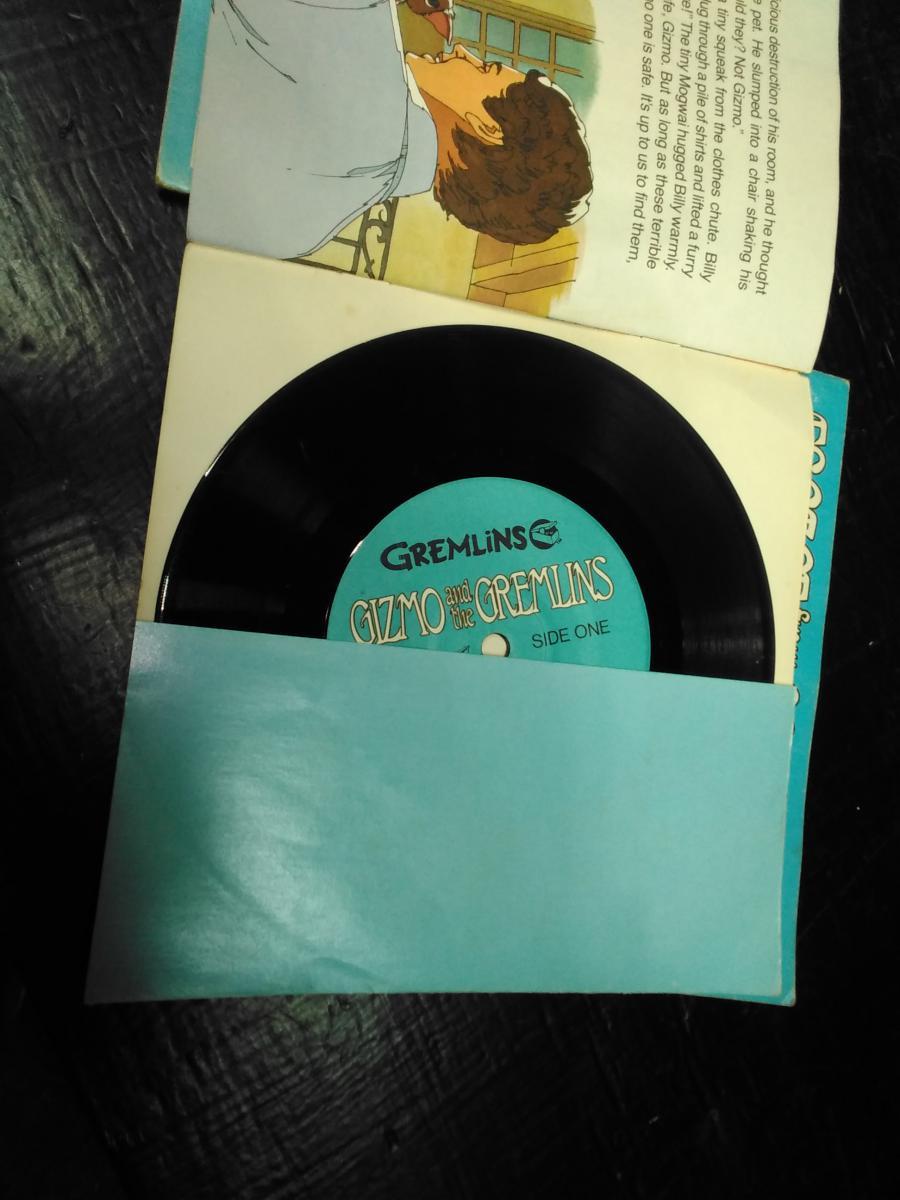 icious destruction of his room, and he thought
e pet. He slumped into a chair shaking his
uld they? Not Gizmo."
a tiny squeak from the clothes chute. Billy
ug through a pile of shirts and lifted a furry
e!" The tiny Mogwai hugged Billy warmly.
fe, Gizmo. But as long as these terrible
no one is safe. It's up to us to find them,
GREMLiNS
GIZMO and the GREMLINS
SIDE ONE